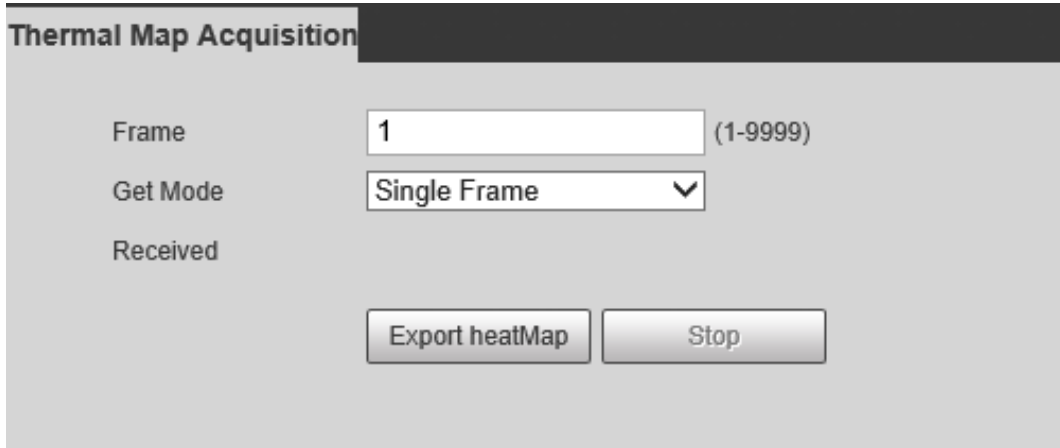 Thermal Map Acquisition
Frame 1 (1-9999)
Get Mode Single Frame
Received
Export heatMap Stop